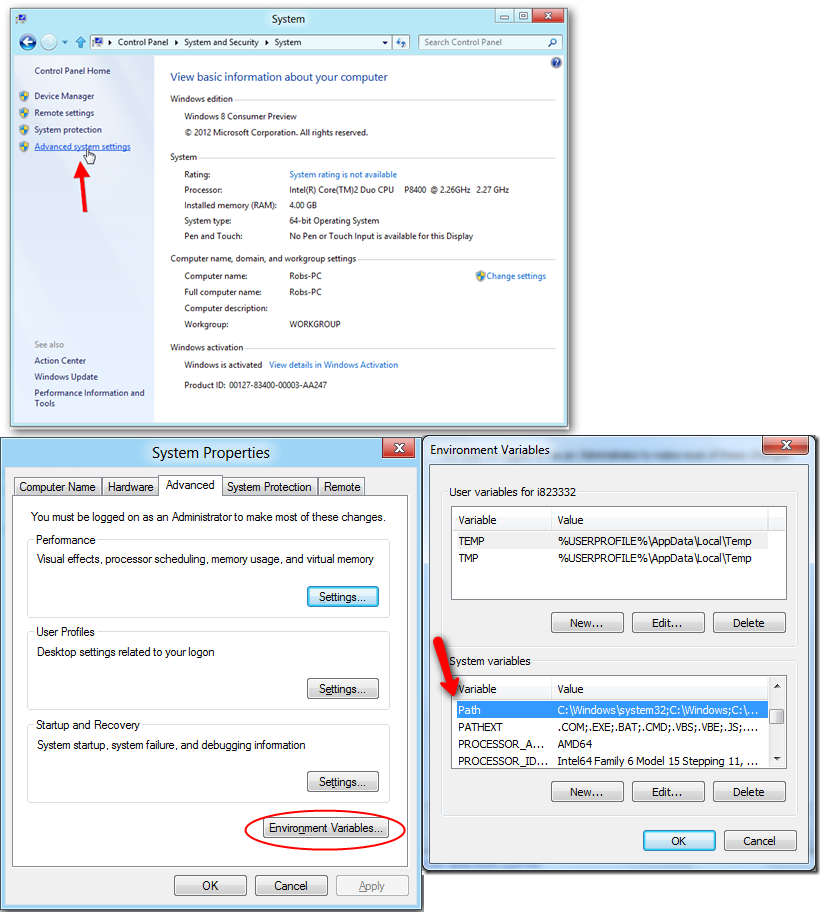 System
Control Panel System and Security System
Search Control Panel
Control Panel Home
Device Manager
Remote settings
System protection
Advanced system settings
See also
Action Center
Windows Update
Performance Information and
Tools
View basic information about your computer
Windows edition
Windows 8 Consumer Preview
© 2012 Microsoft Corporation. All rights reserved.
System
Rating: System rating is not available
Processor: Intel(R) Core(TM)2 Duo CPU P8400 @ 2.26GHz 2.27 GHz
Installed memory (RAM): 4.00 GB
System type: 64-bit Operating System
Pen and Touch: No Pen or Touch Input is available for this Display
Computer name, domain, and workgroup settings
Computer name: Robs-PC
Change settings
Full computer name: Robs-PC
Computer description:
Workgroup: WORKGROUP
Windows activation
Windows is activated View details in Windows Activation
Product ID: 00127-83400-00003-AA247
System Properties
Computer Name Hardware Advanced System Protection Remote
You must be logged on as an Administrator to make most of these changes.
Performance
Visual effects, processor scheduling, memory usage, and virtual memory
Settings...
User Profiles
Desktop settings related to your logon
Settings...
Startup and Recovery
System startup, system failure, and debugging information
Settings...
Environment Variables...
OK Cancel Apply
Environment Variables
User variables for i823332
Variable Value
TEMP %USERPROFILE%\AppData\Local\Temp
TMP %USERPROFILE%\AppData\Local\Temp
New... Edit... Delete
System variables
Variable Value
Path C:\Windows\system32;C:\Windows;C:\...
PATHEXT .COM;.EXE;.BAT;.CMD;.VBS;.VBE;.JS;....
PROCESSOR_A... AMD64
PROCESSOR_ID... Intel64 Family 6 Model 15 Stepping 11, ...
New... Edit... Delete
OK Cancel